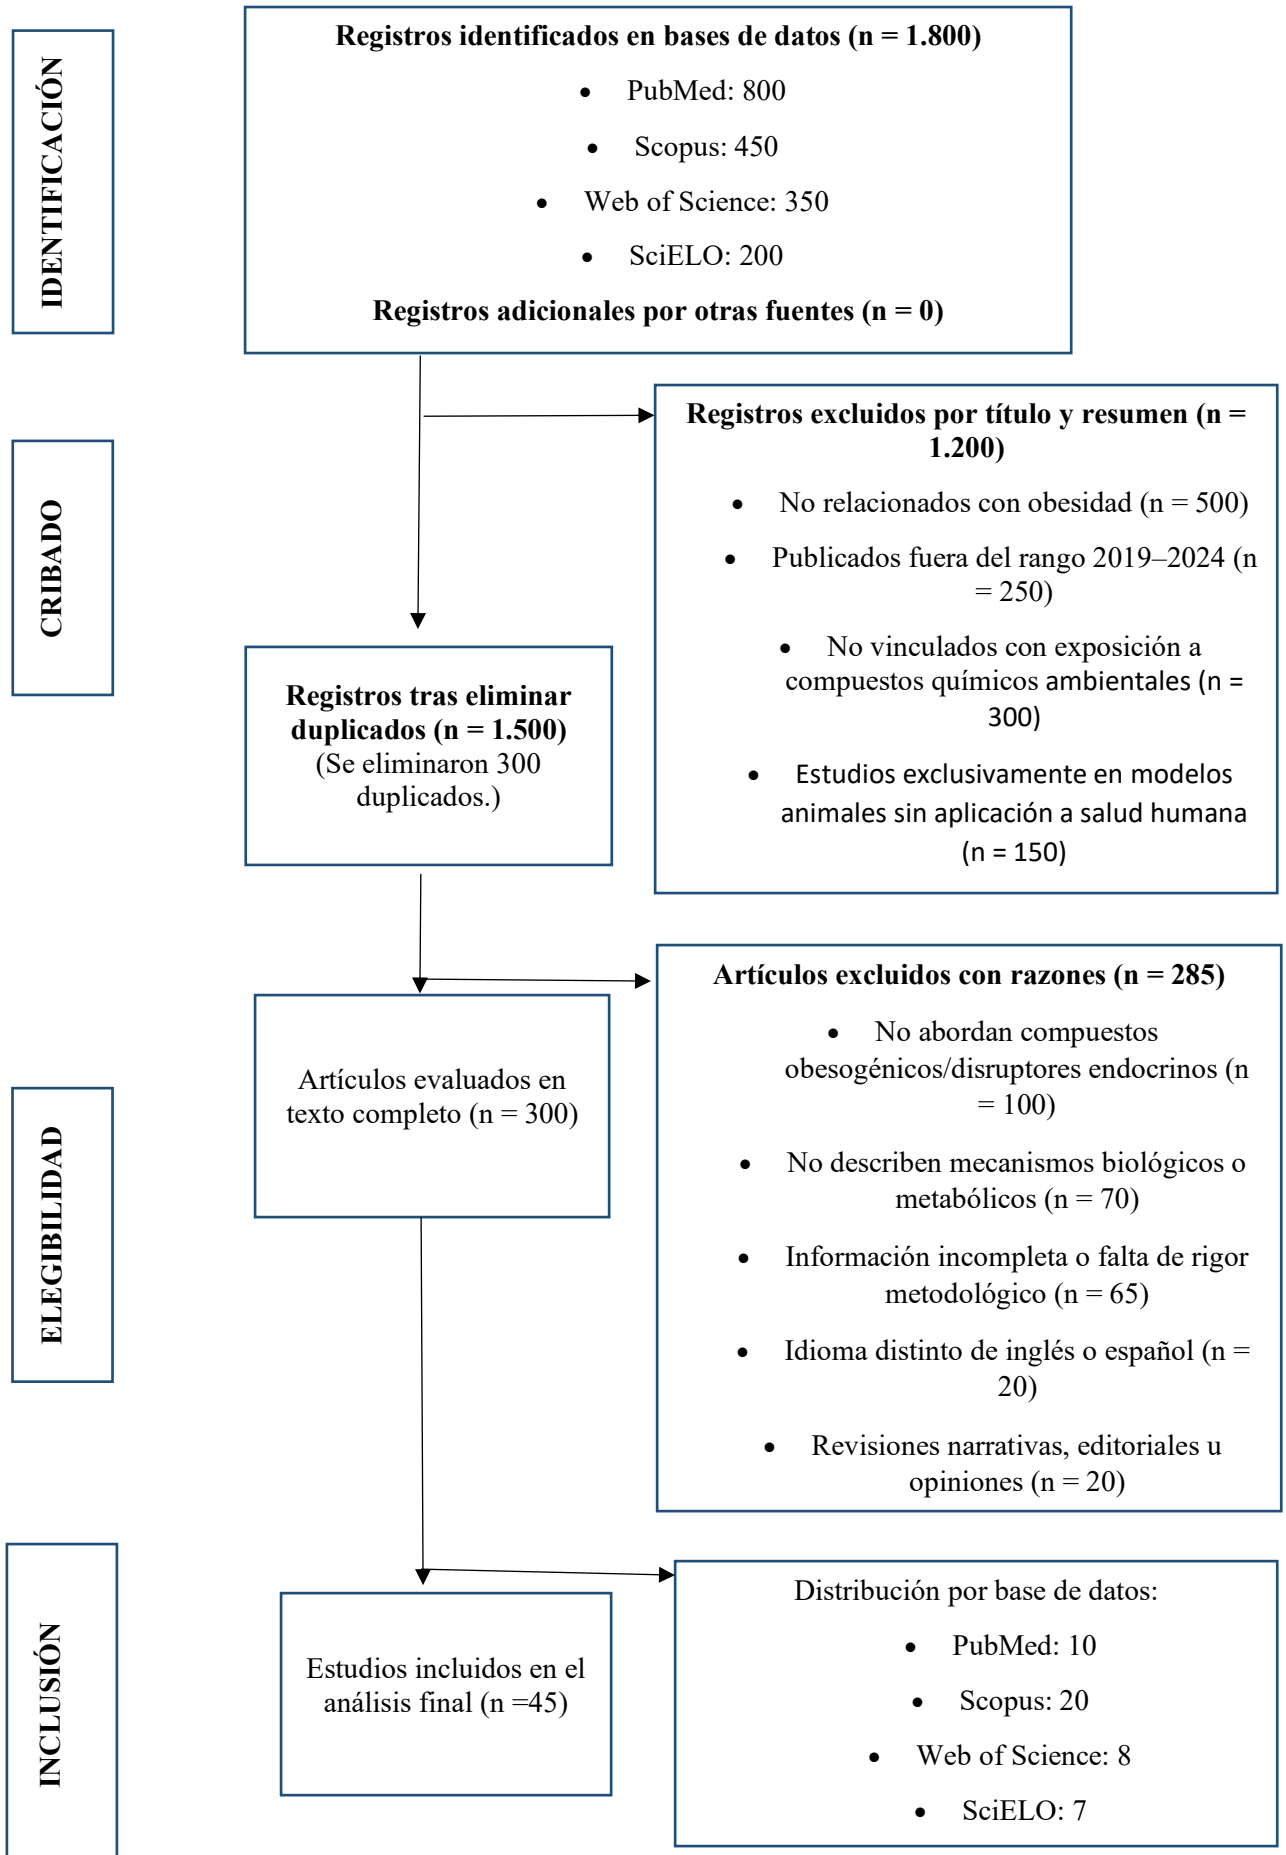 IDENTIFICACIÓN
Registros identificados en bases de datos (n = 1.800)
• PubMed: 800
• Scopus: 450
• Web of Science: 350
• SciELO: 200
Registros adicionales por otras fuentes (n = 0)
CRIBADO
Registros excluidos por título y resumen (n =
1.200)
• No relacionados con obesidad (n = 500)
• Publicados fuera del rango 2019–2024 (n
= 250)
• No vinculados con exposición a
compuestos químicos ambientales (n =
300)
• Estudios exclusivamente en modelos
animales sin aplicación a salud humana
(n = 150)
Registros tras eliminar
duplicados (n = 1.500)
(Se eliminaron 300
duplicados.)
ELEGIBILIDAD
Artículos evaluados en
texto completo (n = 300)
Artículos excluidos con razones (n = 285)
• No abordan compuestos
obesogénicos/disruptores endocrinos (n
= 100)
• No describen mecanismos biológicos o
metabólicos (n = 70)
• Información incompleta o falta de rigor
metodológico (n = 65)
• Idioma distinto de inglés o español (n =
20)
• Revisiones narrativas, editoriales u
opiniones (n = 20)
INCLUSIÓN
Estudios incluidos en el
análisis final (n =45)
Distribución por base de datos:
• PubMed: 10
• Scopus: 20
• Web of Science: 8
• SciELO: 7